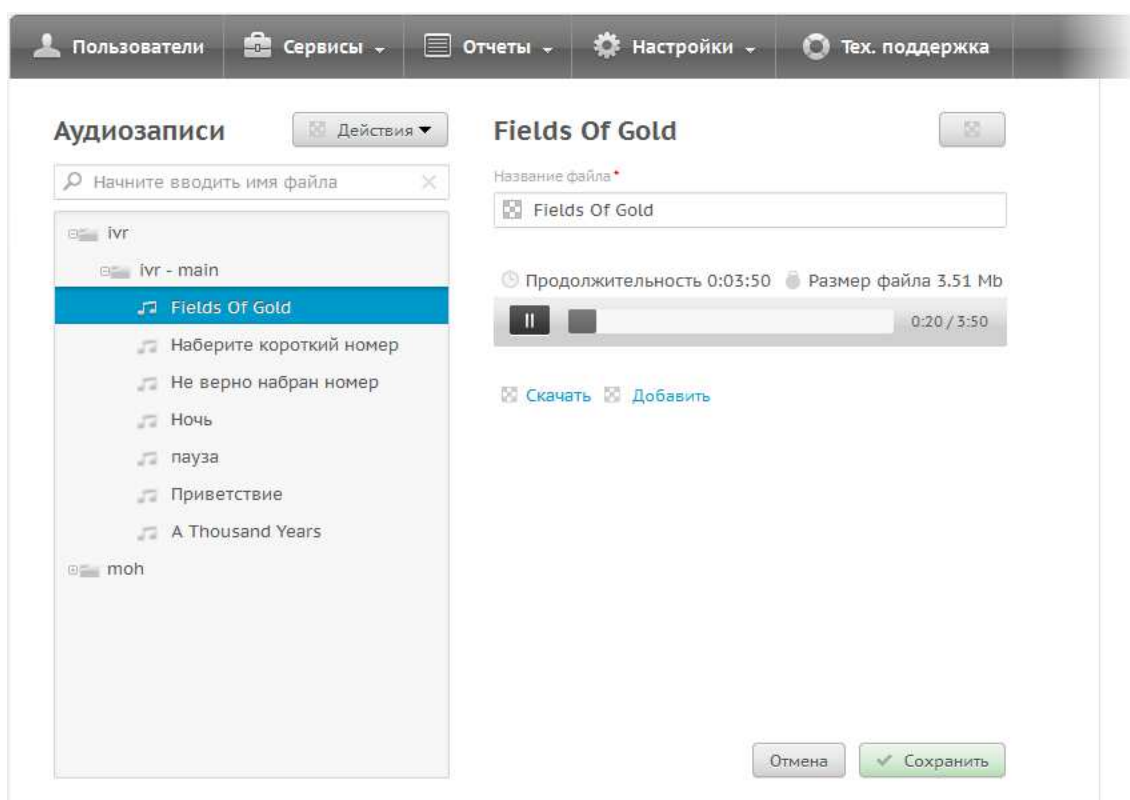 Пользователи Сервисы Отчеты Настройки Тех. поддержка
Аудиозаписи Действия
Начните вводить имя файла
ivr
ivr - main
Fields Of Gold
Наберите короткий номер
Не верно набран номер
Ночь
пауза
Приветствие
A Thousand Years
moh
Fields Of Gold
Название файла*
Fields Of Gold
Продолжительность 0:03:50 Размер файла 3.51 Mb
0:20 / 3:50
Скачать Добавить
Отмена Сохранить